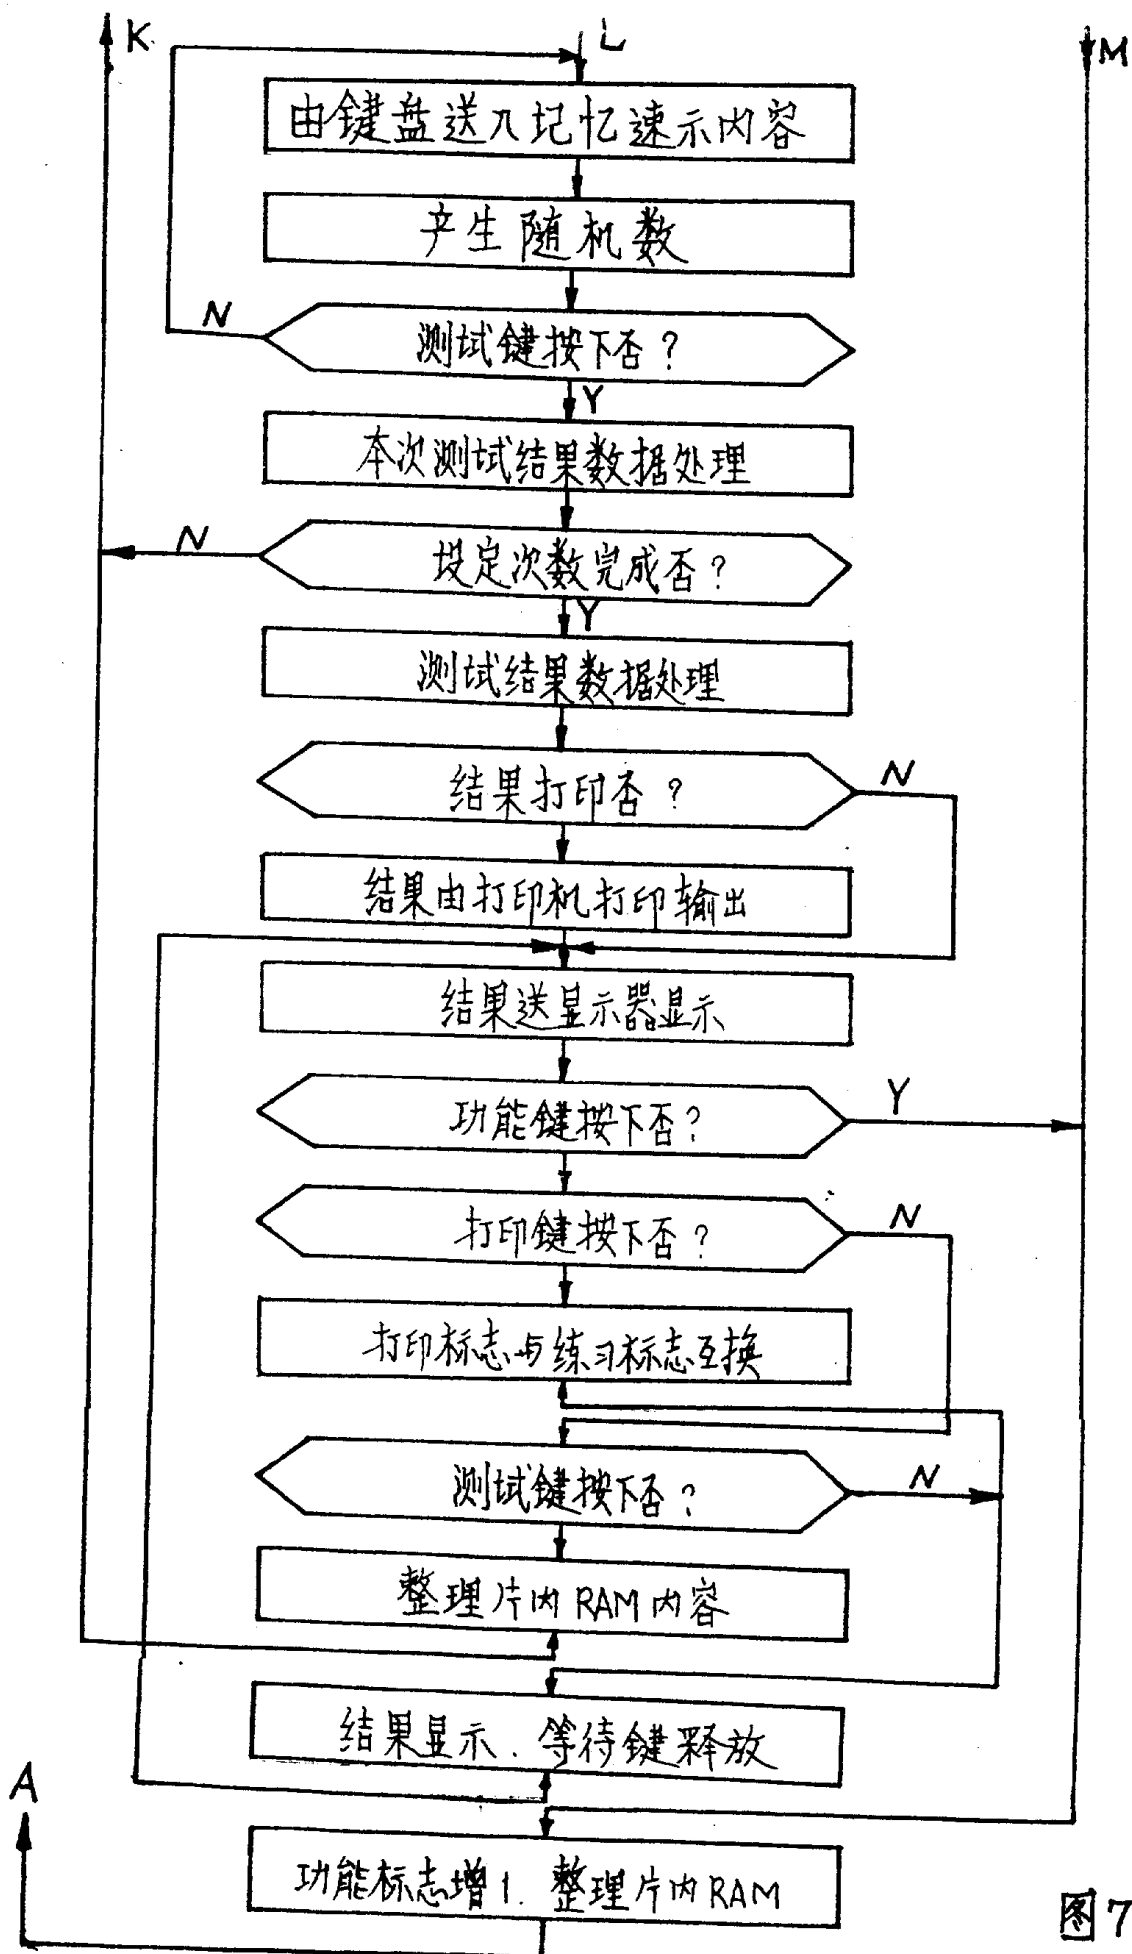 K
L
M
由键盘送入记忆速示内容
产生随机数
N
测试键按下否?
Y
本次测试结果数据处理
N
设定次数完成否?
Y
测试结果数据处理
结果打印否?
N
结果由打印机打印输出
结果送显示器显示
功能键按下否?
Y
打印键按下否?
N
打印标志与练习标志互换
测试键按下否?
N
整理片内RAM内容
结果显示.等待键释放
A
功能标志增1.整理片内RAM
图7